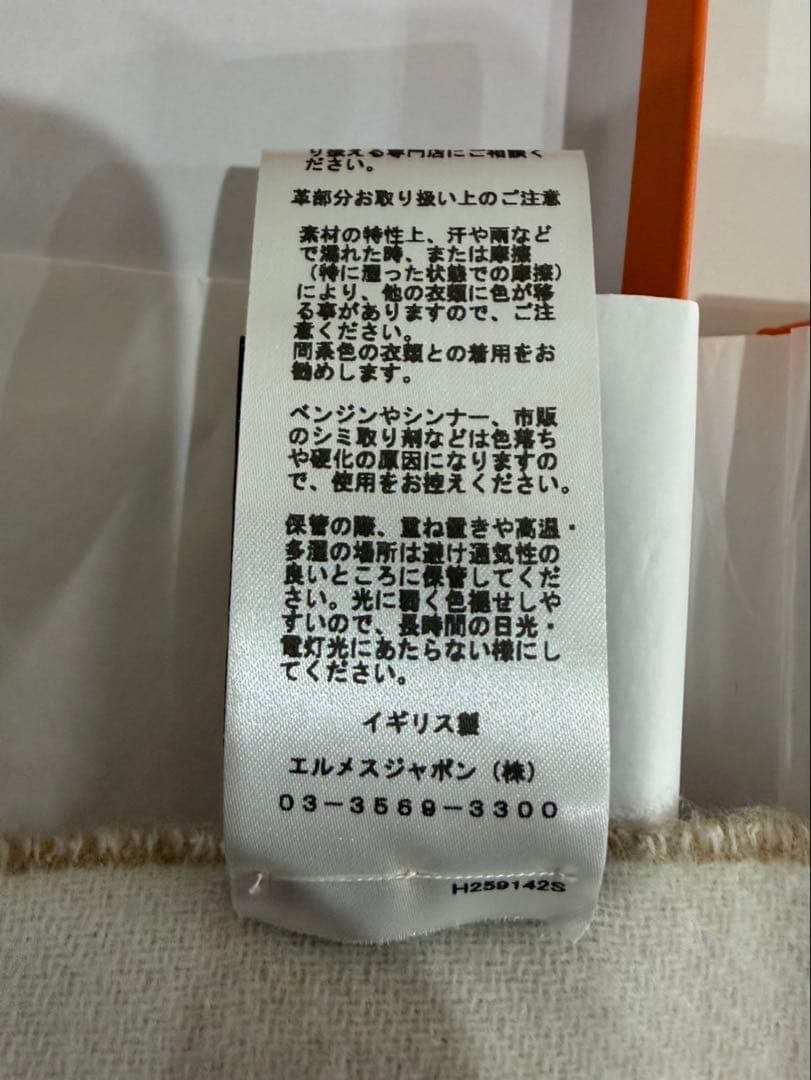 り扱える専門店にご相談く
ださい。
革部分お取り扱い上のご注意
素材の特性上、汗や雨など
で濡れた時、または摩擦
（特に湿った状態での摩擦）
により、他の衣類に色が移
る事がありますので、ご注
意ください。
同系色の衣類との着用をお
勧めします。
ベンジンやシンナー、市販
のシミ取り剤などは色落ち
や硬化の原因になりますの
で、使用をお控えください。
保管の際、重ね置きや高温・
多湿の場所は避け通気性の
良いところに保管してくだ
さい。光に弱く色褪せしや
すいので、長時間の日光・
電灯光にあたらない様にし
てください。
イギリス製
エルメスジャポン（株）
03-3569-3300
H259142S